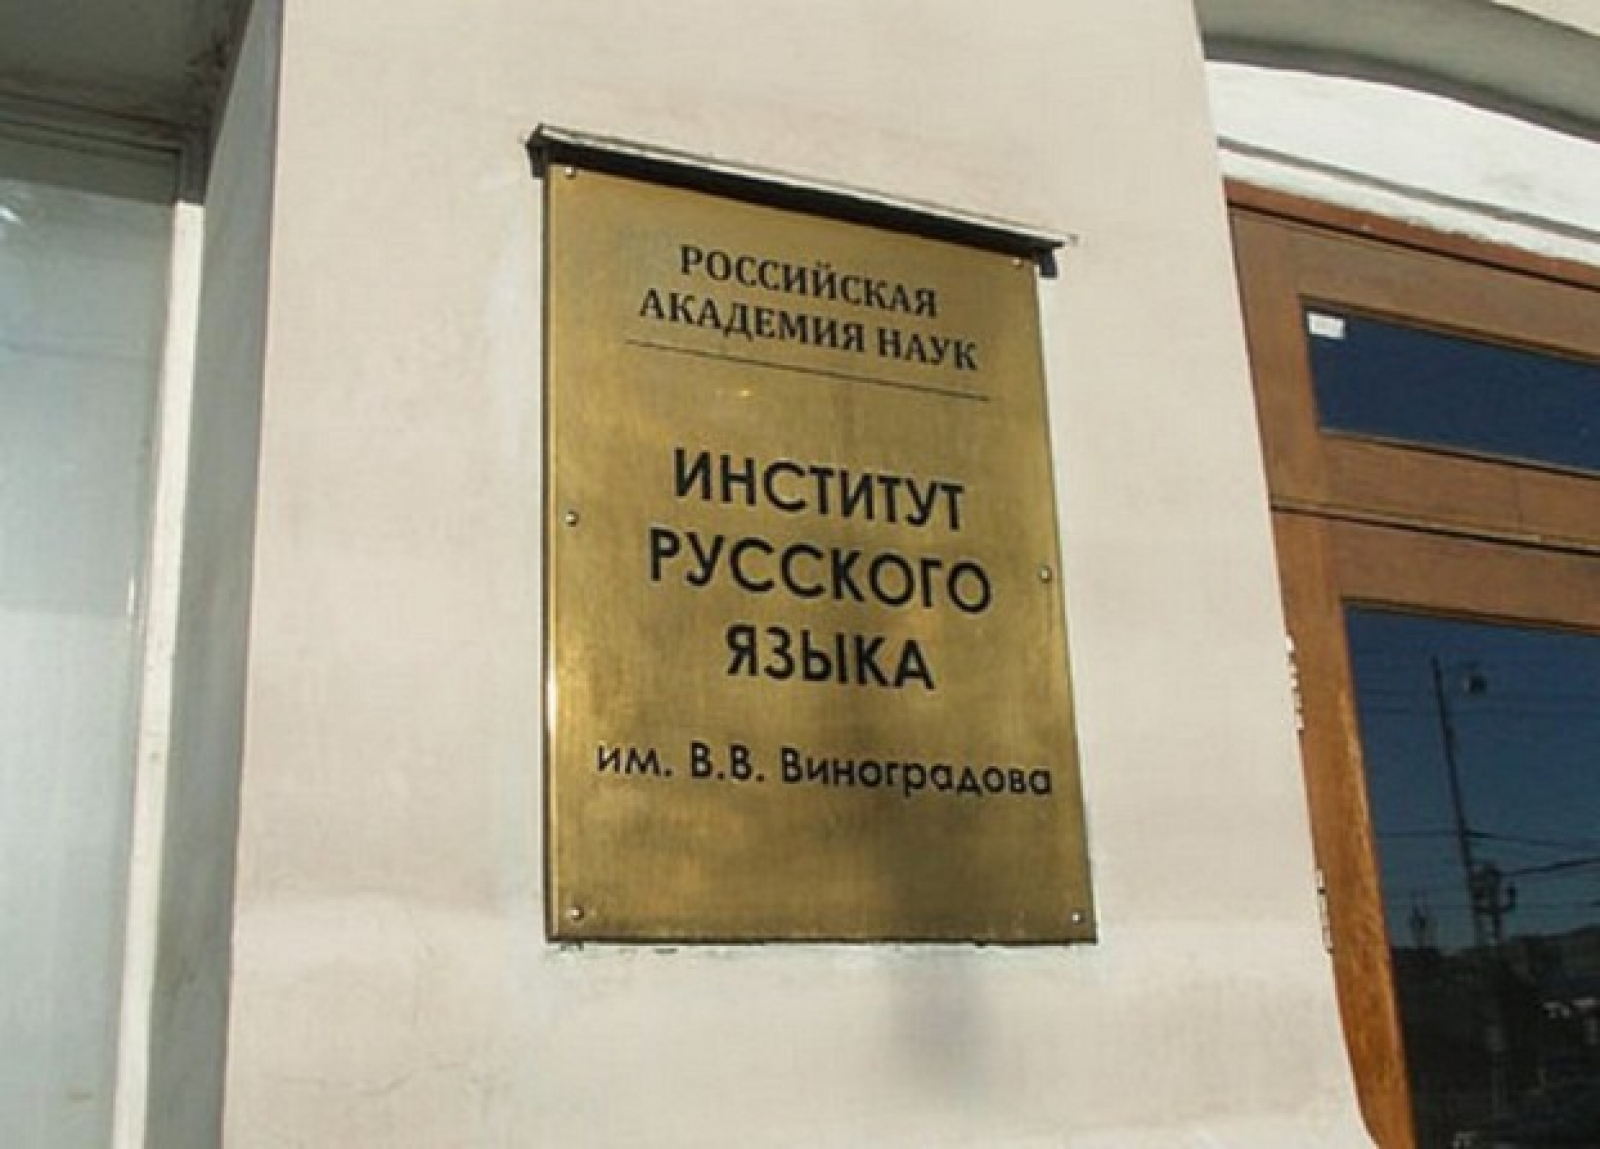 РОССИЙСКАЯ
АКАДЕМИЯ НАУК
ИНСТИТУТ
РУССКОГО
ЯЗЫКА
им. В.В. Виноградова